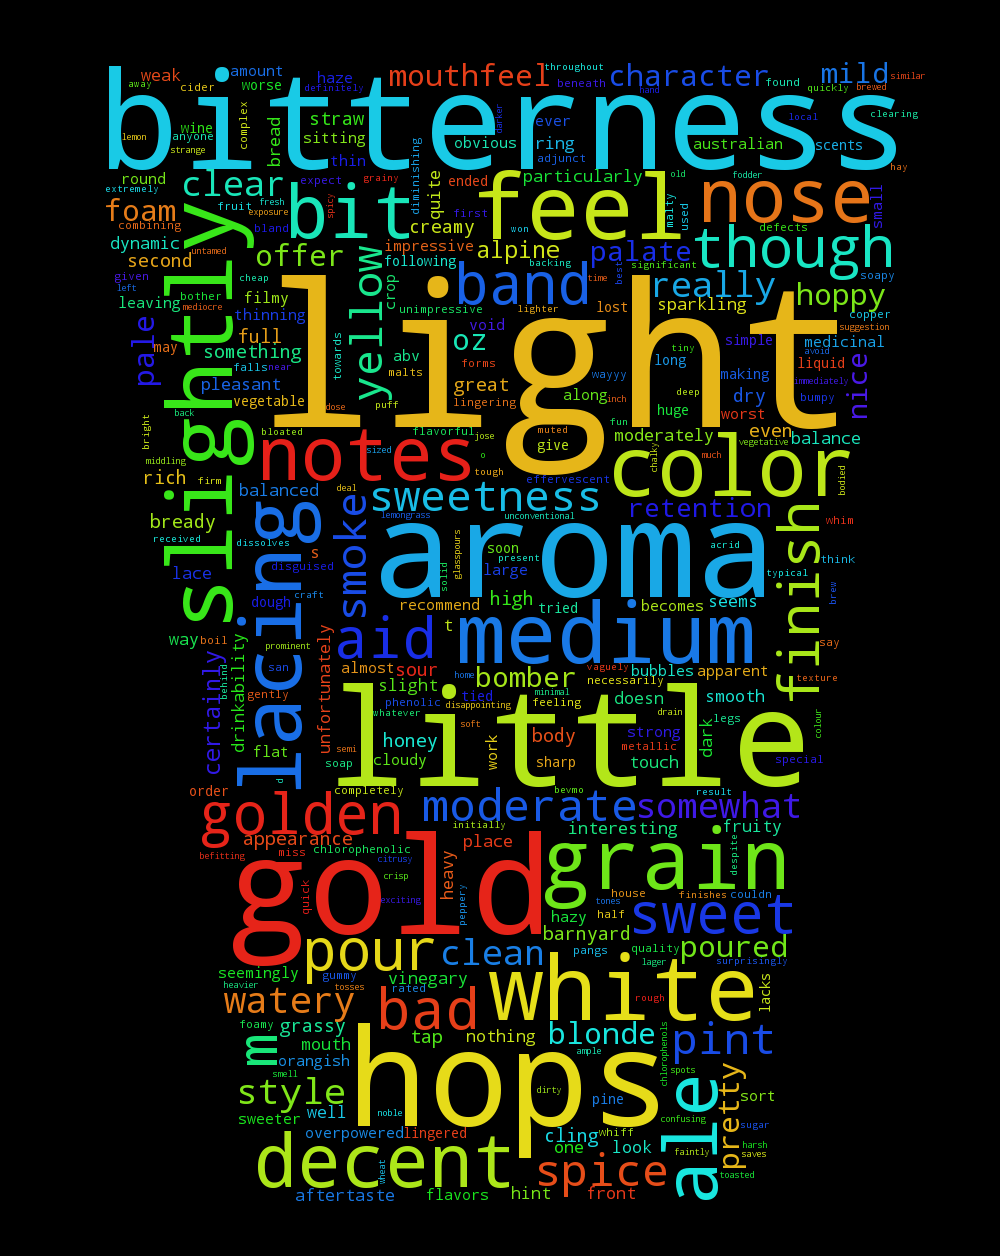 throughout
weak amount haze mouthfeel character mild similar
away cider worse definitely beneath found quickly brewed
bitterness
hand
wine complex straw darker ever local clearing
lemon anyone bread sitting obvious ring australian scents
strange thin adjunct hay
round clear expect grainy diminishing quite ended particularly old fodder
extremely fruit fresh bit spicy first feel malty used nose small
foam combining exposure creamy won defects
dynamic untamed bland offer impressive alpine palate though
second following backing best significant soapy
given bother cheap yellow crop band time really hoppy
left mediocre filmy unimpressive lighter lost sparkling copper
leaving thinning void suggestion
pale may full light oz tiny simple medicinal
something towards abv forms long avoid liquid
falls near malts wayyy making immediately nice
pleasant great deep dry bumpy
vegetable lingering along inch
slightly back dose puff huge worst
bright bloated flavorful jose muted fun moderately even balance
notes give vegetative
middling sized o chalky color bodied
rich firm deal tough effervescent
balanced sweetness retention
bready lemongrass unconventional whim
received dissolves smoke aroma acrid finish
lacing s glasspours soon present think
lace disguised solid large typical
dough craft high tried becomes seems brew
recommend
way boil prominent aid t medium say
certainly drinkability behind san unfortunately almost sour home vaguely bubbles apparent texture
gently slight bomber necessarily
phenolic tied minimal doesn smooth
whatever disappointing feeling drain
little
flat semi honey soft body strong dark legs colour
soap cloudy work sharp metallic touch special
d
order completely bevmo result
golden moderate somewhat
appearance initially interesting fruity
befitting miss chlorophenolic place despite
citrusy
gold crisp heavy grain
quick exciting peppery house finishes couldn
tones
hazy half sweet
pour clean barnyard
pangs quality poured
seemingly gummy vinegary lager surprisingly
heavier tosses rated white lacks
watery bad rough
foamy grassy tap nothing blonde pint
m mouth ample chlorophenols
orangish hops spots
smell
style dirty pine pretty sort
sweeter well noble confusing sugar
overpowered lingered cling whiff ale
one look harsh
decent wheat faintly saves
spice toasted
aftertaste flavors hint front